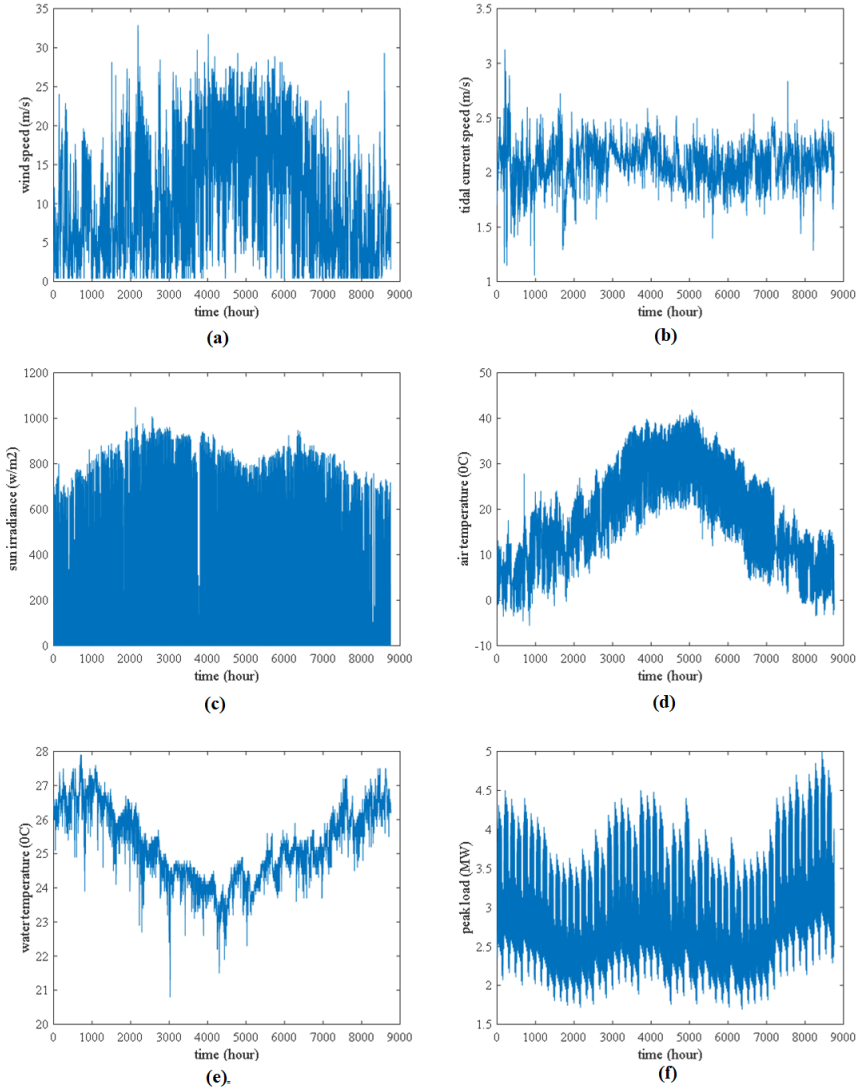 35
30
25
20
15
10
5
0
wind speed (m/s)
0 1000 2000 3000 4000 5000 6000 7000 8000 9000
time (hour)
(a)
3.5
3
2.5
2
1.5
1
tidal current speed (m/s)
0 1000 2000 3000 4000 5000 6000 7000 8000 9000
time (hour)
(b)
1200
1000
800
600
400
200
0
sun irradiance (w/m2)
0 1000 2000 3000 4000 5000 6000 7000 8000 9000
time (hour)
(c)
50
40
30
20
10
0
-10
air temperature (0C)
0 1000 2000 3000 4000 5000 6000 7000 8000 9000
time (hour)
(d)
28
27
26
25
24
23
22
21
20
water temperature (0C)
0 1000 2000 3000 4000 5000 6000 7000 8000 9000
time (hour)
(e).
5
4.5
4
3.5
3
2.5
2
1.5
peak load (MW)
0 1000 2000 3000 4000 5000 6000 7000 8000 9000
time (hour)
(f)